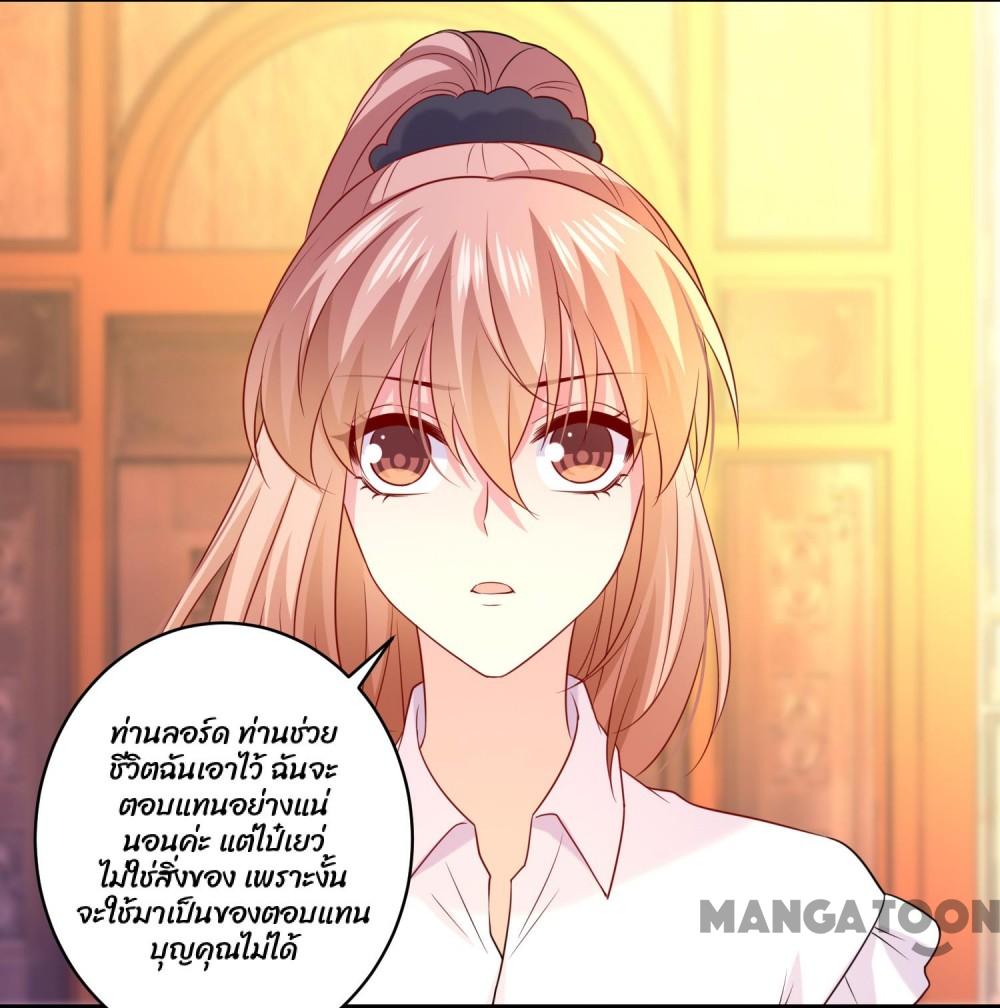 ท่านลอร์ด ท่านช่วย
ชีวิตฉันเอาไว้ ฉันจะ
ตอบแทนอย่างแน่
นอนค่ะ แต่ไป๋เยว่
ไม่ใช่สิ่งของ เพราะงั้น
จะใช้มาเป็นของตอบแทน
บุญคุณไม่ได้
MANGATOON